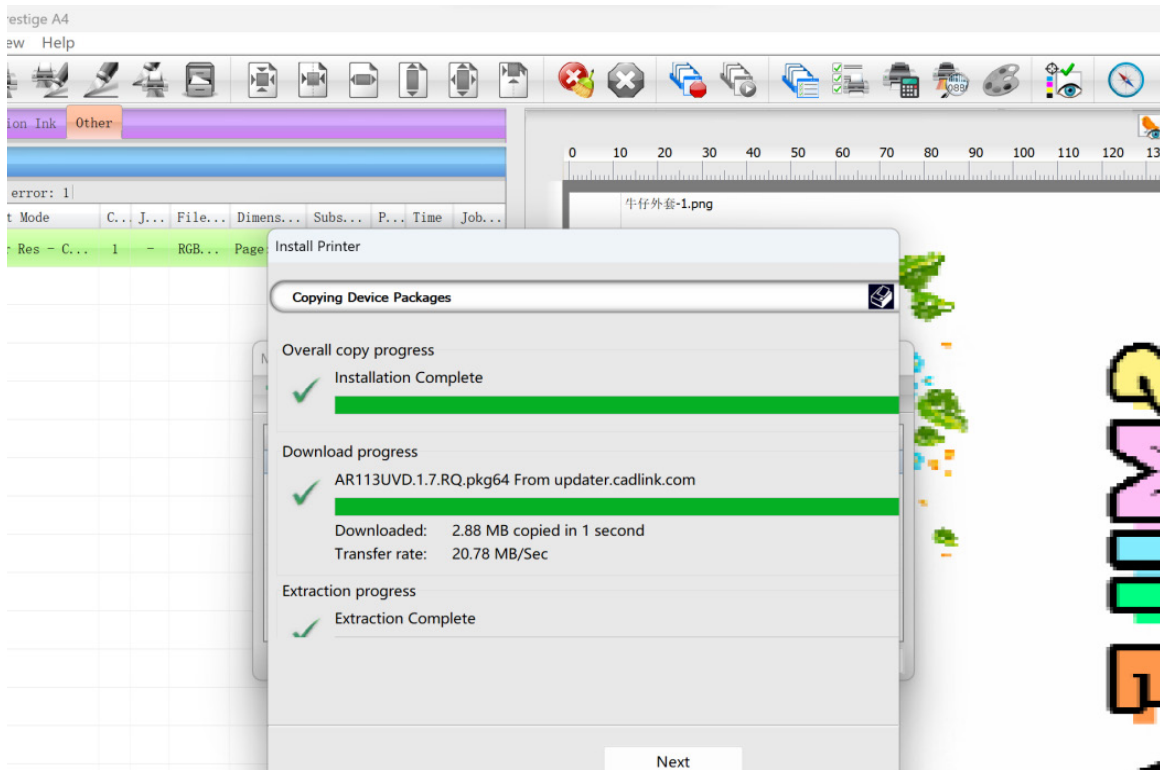 restige A4
ew Help
ion Ink Other
0 10 20 30 40 50 60 70 80 90 100 110 120 13
error: 1
牛仔外套-1.png
t Mode C... J... File... Dimens... Subs... P... Time Job...
r Res - C... 1 - RGB... Page:
Install Printer
Copying Device Packages
Overall copy progress
Installation Complete
Download progress
AR113UVD.1.7.RQ.pkg64 From updater.cadlink.com
Downloaded: 2.88 MB copied in 1 second
Transfer rate: 20.78 MB/Sec
Extraction progress
Extraction Complete
Next